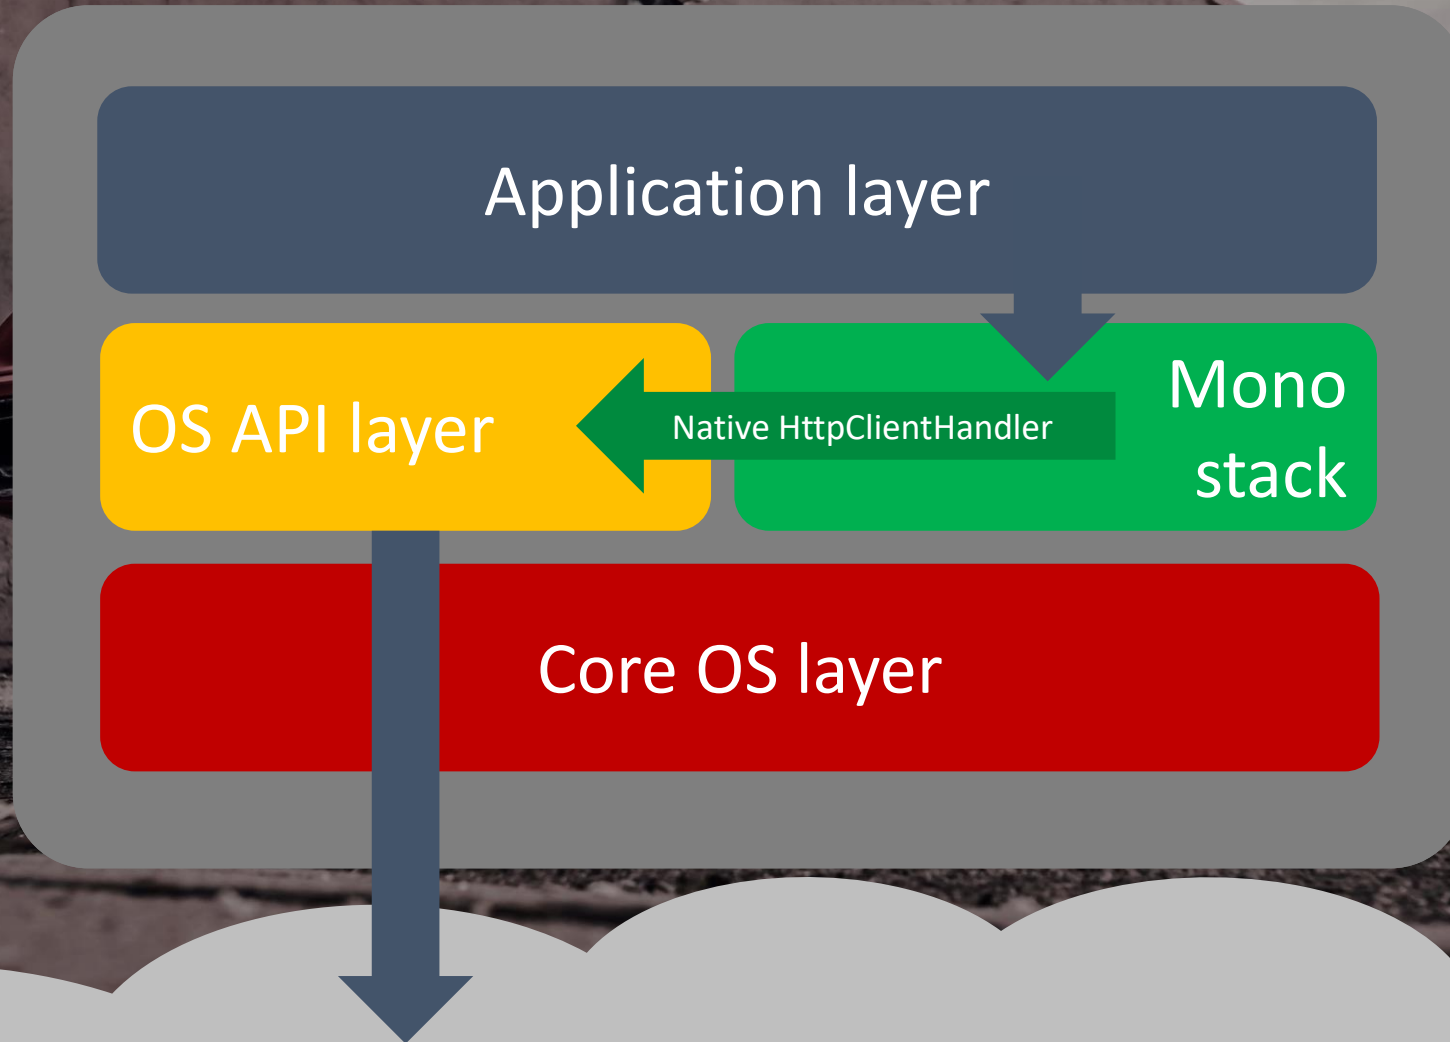 Application layer
OS API layer
Native HttpClientHandler
Mono
stack
Core OS layer